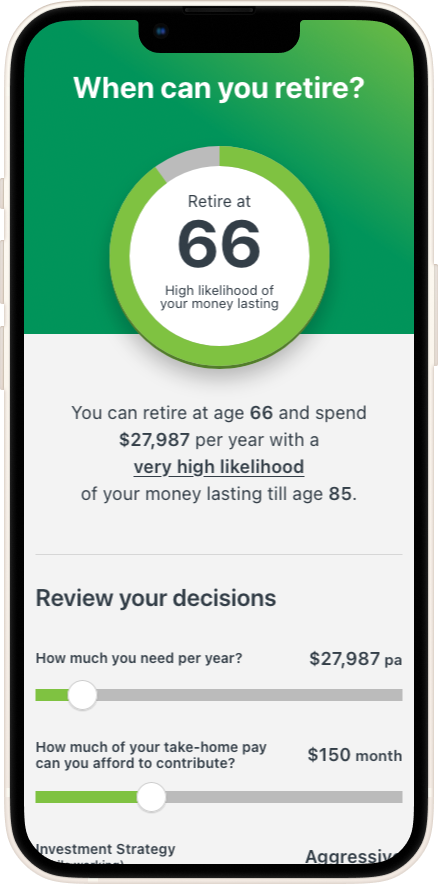 When can you retire?
Retire at
66
High likelihood of
your money lasting
You can retire at age 66 and spend
$27,987 per year with a
very high likelihood
of your money lasting till age 85.
Review your decisions
How much you need per year?
$27,987 pa
How much of your take-home pay
can you afford to contribute?
$150 month
Investment Strategy
Aggressive
working)